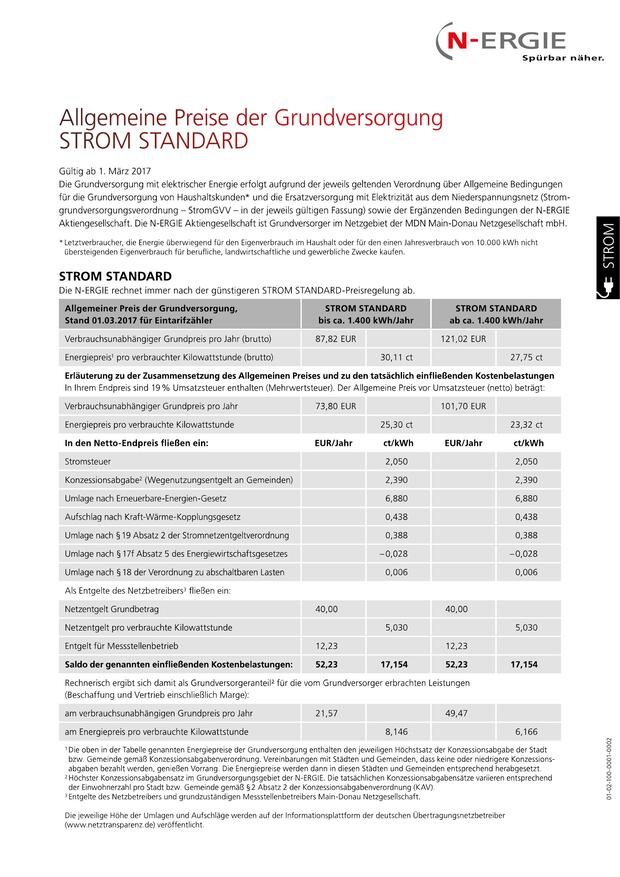 N-ERGIE
Spürbar näher.
Allgemeine Preise der Grundversorgung
STROM STANDARD
Gültig ab 1. März 2017
Die Grundversorgung mit elektrischer Energie erfolgt aufgrund der jeweils geltenden Verordnung über Allgemeine Bedingungen
für die Grundversorgung von Haushaltskunden* und die Ersatzversorgung mit Elektrizität aus dem Niederspannungsnetz (Strom-
grundversorgungsverordnung – StromGVV – in der jeweils gültigen Fassung) sowie der Ergänzenden Bedingungen der N-ERGIE
Aktiengesellschaft. Die N-ERGIE Aktiengesellschaft ist Grundversorger im Netzgebiet der MDN Main-Donau Netzgesellschaft mbH.
* Letztverbraucher, die Energie überwiegend für den Eigenverbrauch im Haushalt oder für den einen Jahresverbrauch von 10.000 kWh nicht
übersteigenden Eigenverbrauch für berufliche, landwirtschaftliche und gewerbliche Zwecke kaufen.
STROM
STROM STANDARD
Die N-ERGIE rechnet immer nach der günstigeren STROM STANDARD-Preisregelung ab.
Allgemeiner Preis der Grundversorgung, STROM STANDARD STROM STANDARD
Stand 01.03.2017 für Eintarifzähler bis ca. 1.400 kWh/Jahr ab ca. 1.400 kWh/Jahr
Verbrauchsunabhängiger Grundpreis pro Jahr (brutto) 87,82 EUR 121,02 EUR
Energiepreis¹ pro verbrauchter Kilowattstunde (brutto) 30,11 ct 27,75 ct
Erläuterung zu der Zusammensetzung des Allgemeinen Preises und zu den tatsächlich einfließenden Kostenbelastungen
In Ihrem Endpreis sind 19 % Umsatzsteuer enthalten (Mehrwertsteuer). Der Allgemeine Preis vor Umsatzsteuer (netto) beträgt:
Verbrauchsunabhängiger Grundpreis pro Jahr 73,80 EUR 101,70 EUR
Energiepreis pro verbrauchte Kilowattstunde 25,30 ct 23,32 ct
In den Netto-Endpreis fließen ein: EUR/Jahr ct/kWh EUR/Jahr ct/kWh
Stromsteuer 2,050 2,050
Konzessionsabgabe² (Wegenutzungsentgelt an Gemeinden) 2,390 2,390
Umlage nach Erneuerbare-Energien-Gesetz 6,880 6,880
Aufschlag nach Kraft-Wärme-Kopplungsgesetz 0,438 0,438
Umlage nach § 19 Absatz 2 der Stromnetzentgeltverordnung 0,388 0,388
Umlage nach § 17f Absatz 5 des Energiewirtschaftsgesetzes –0,028 –0,028
Umlage nach § 18 der Verordnung zu abschaltbaren Lasten 0,006 0,006
Als Entgelte des Netzbetreibers³ fließen ein:
Netzentgelt Grundbetrag 40,00 40,00
Netzentgelt pro verbrauchte Kilowattstunde 5,030 5,030
Entgelt für Messstellenbetrieb 12,23 12,23
Saldo der genannten einfließenden Kostenbelastungen: 52,23 17,154 52,23 17,154
Rechnerisch ergibt sich damit als Grundversorgeranteil² für die vom Grundversorger erbrachten Leistungen
(Beschaffung und Vertrieb einschließlich Marge):
am verbrauchsunabhängigen Grundpreis pro Jahr 21,57 49,47
am Energiepreis pro verbrauchte Kilowattstunde 8,146 6,166
¹ Die oben in der Tabelle genannten Energiepreise der Grundversorgung enthalten den jeweiligen Höchstsatz der Konzessionsabgabe der Stadt
bzw. Gemeinde gemäß Konzessionsabgabenverordnung. Vereinbarungen mit Städten und Gemeinden, dass keine oder niedrigere Konzessions-
abgaben bezahlt werden, genießen Vorrang. Die Energiepreise werden dann in diesen Städten und Gemeinden entsprechend herabgesetzt.
² Höchster Konzessionsabgabensatz im Grundversorgungsgebiet der N-ERGIE. Die tatsächlichen Konzessionsabgabensätze variieren entsprechend
der Einwohnerzahl pro Stadt bzw. Gemeinde gemäß § 2 Absatz 2 der Konzessionsabgabenverordnung (KAV).
³ Entgelte des Netzbetreibers und grundzuständigen Messstellenbetreibers Main-Donau Netzgesellschaft.
Die jeweilige Höhe der Umlagen und Aufschläge werden auf der Informationsplattform der deutschen Übertragungsnetzbetreiber
(www.netztransparenz.de) veröffentlicht.
01-02-100-0001-0002